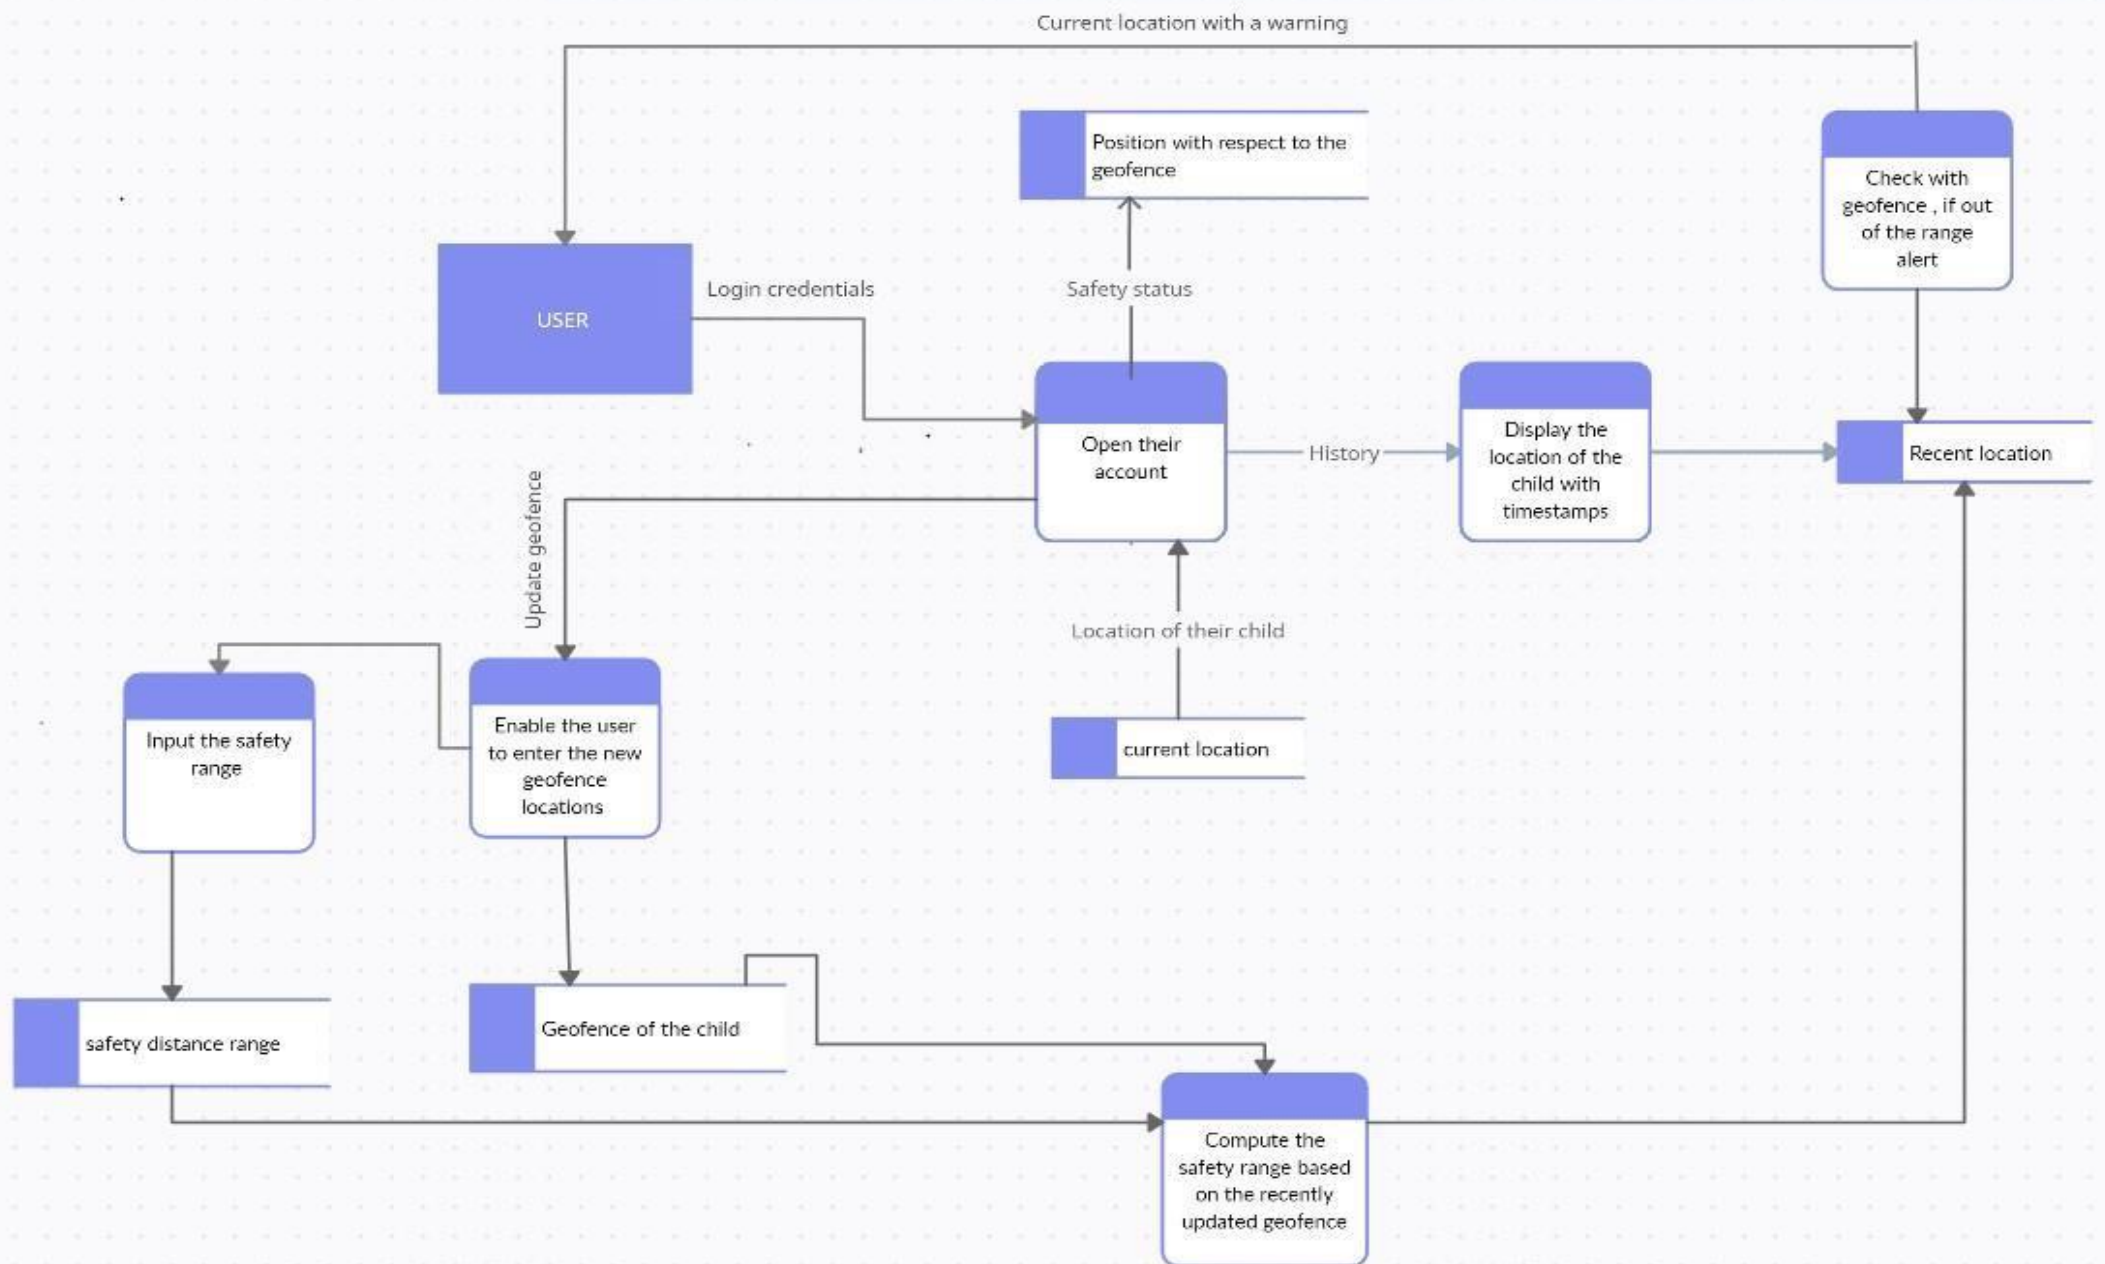 Current location with a warning
Position with respect to the
geofence
Check with
geofence , if out
of the range
alert
USER
Login credentials
Safety status
Open their
account
History
Display the
location of the
child with
timestamps
Recent location
Update geofence
Location of their child
Input the safety
range
Enable the user
to enter the new
geofence
locations
current location
safety distance range
Geofence of the child
Compute the
safety range based
on the recently
updated geofence